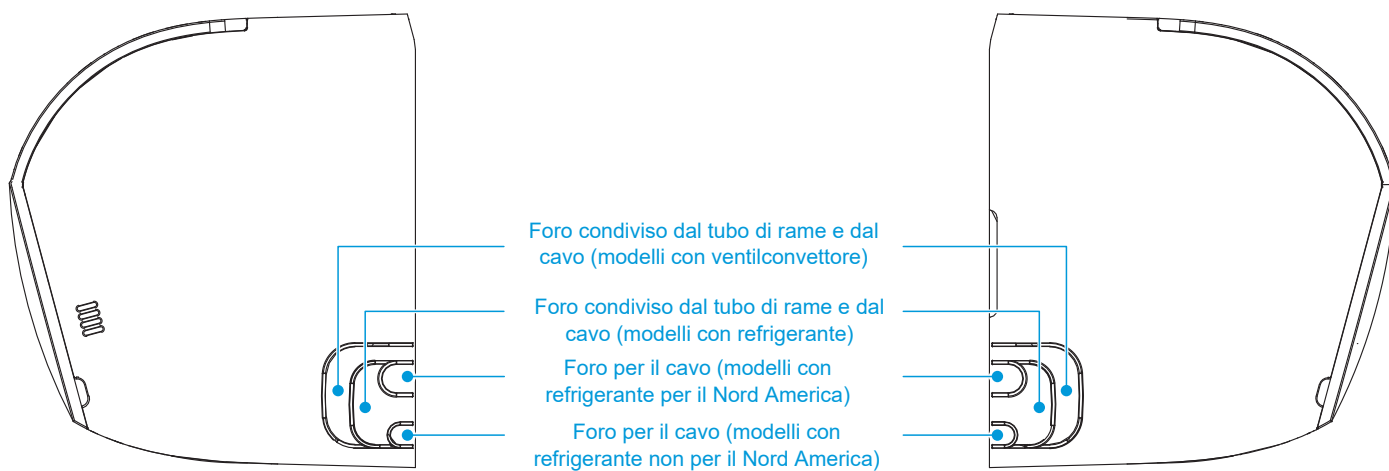 Foro condiviso dal tubo di rame e dal
cavo (modelli con ventilconvettore)
Foro condiviso dal tubo di rame e dal
cavo (modelli con refrigerante)
Foro per il cavo (modelli con
refrigerante per il Nord America)
Foro per il cavo (modelli con
refrigerante non per il Nord America)